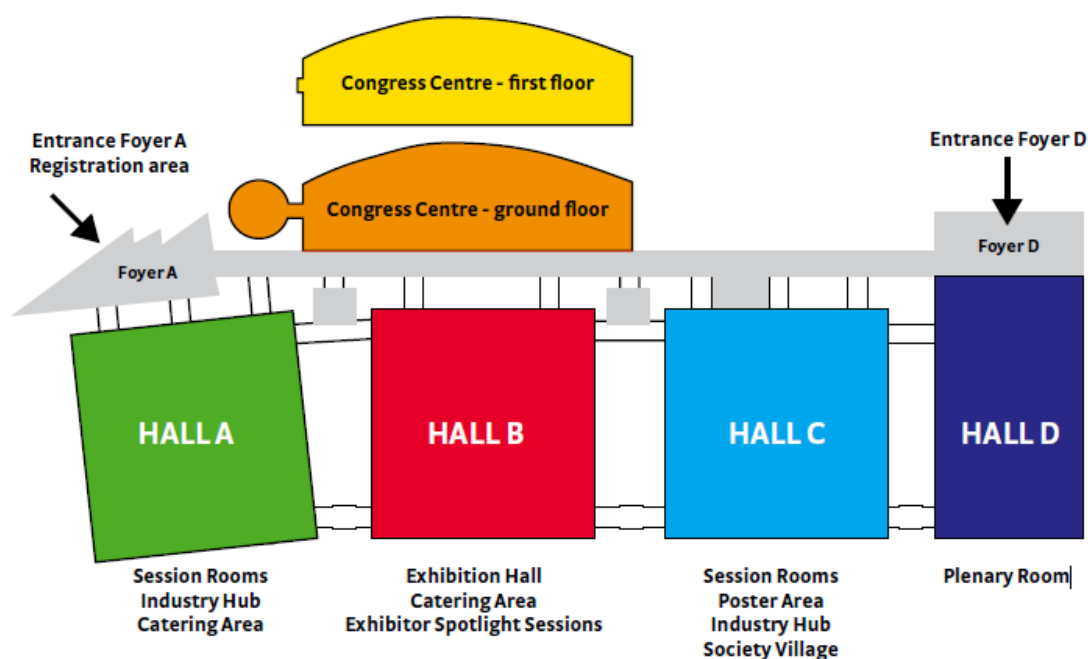 Congress Centre - first floor
Entrance Foyer A
Registration area
Entrance Foyer D
Congress Centre - ground floor
Foyer A
Foyer D
HALL A
HALL B
HALL C
HALL D
Session Rooms
Industry Hub
Catering Area
Exhibition Hall
Catering Area
Exhibitor Spotlight Sessions
Session Rooms
Poster Area
Industry Hub
Society Village
Plenary Room